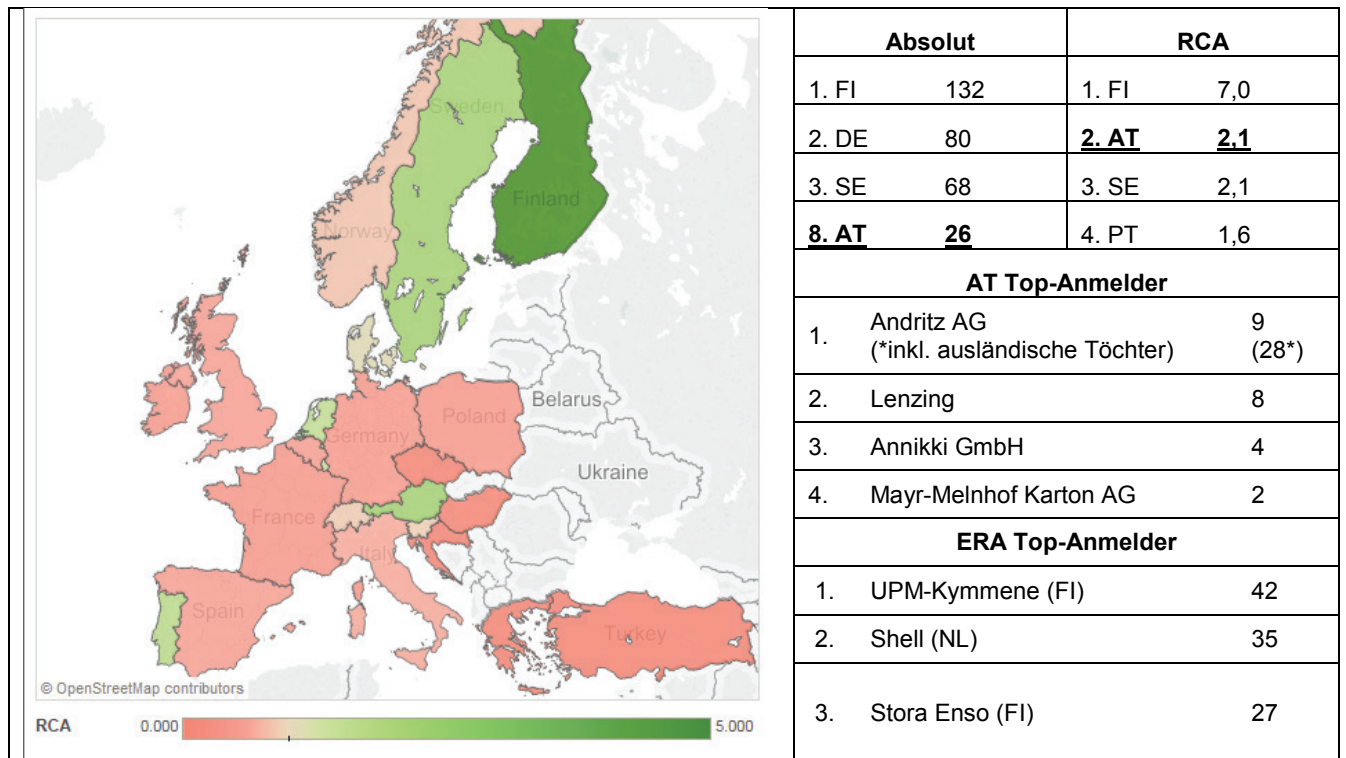 Sweden
Finland
Norway
Belarus
Poland
Germany
Ukraine
France
Italy
Spain
Turkey
© OpenStreetMap contributors
RCA 0.000 5.000
Absolut RCA
1. FI 132 1. FI 7,0
2. DE 80 2. AT 2,1
3. SE 68 3. SE 2,1
8. AT 26 4. PT 1,6
AT Top-Anmelder
1. Andritz AG 9
(*inkl. ausländische Töchter) (28*)
2. Lenzing 8
3. Annikki GmbH 4
4. Mayr-Melnhof Karton AG 2
ERA Top-Anmelder
1. UPM-Kymmene (FI) 42
2. Shell (NL) 35
3. Stora Enso (FI) 27